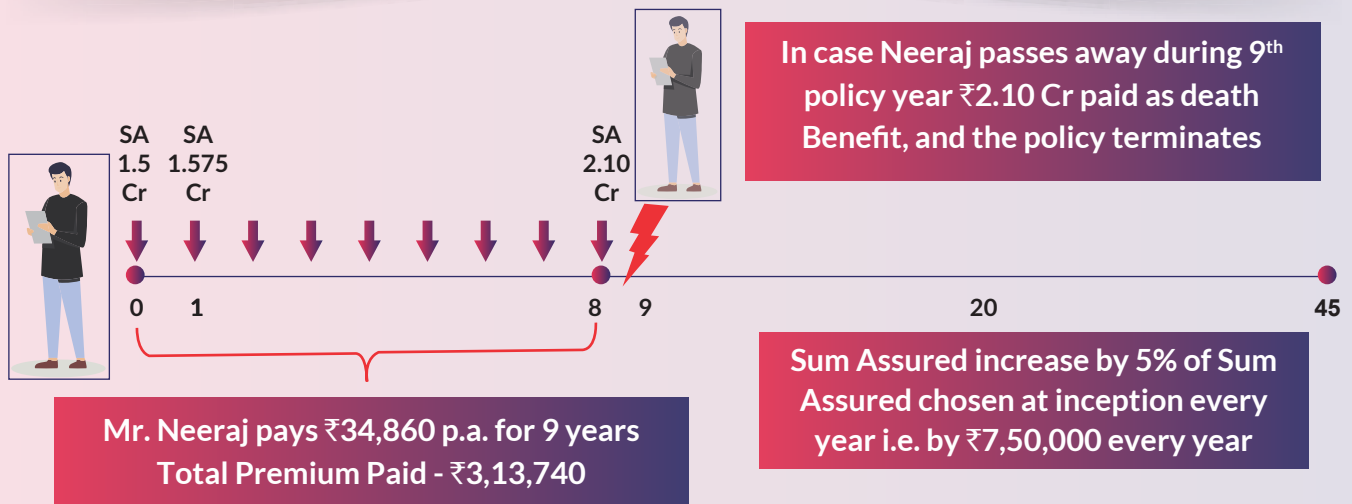 In case Neeraj passes away during 9th
policy year ₹2.10 Cr paid as death
Benefit, and the policy terminates
SA
1.5
Cr
SA
1.575
Cr
SA
2.10
Cr
0 1 8 9 20 45
Mr. Neeraj pays ₹34,860 p.a. for 9 years
Total Premium Paid - ₹3,13,740
Sum Assured increase by 5% of Sum
Assured chosen at inception every
year i.e. by ₹7,50,000 every year